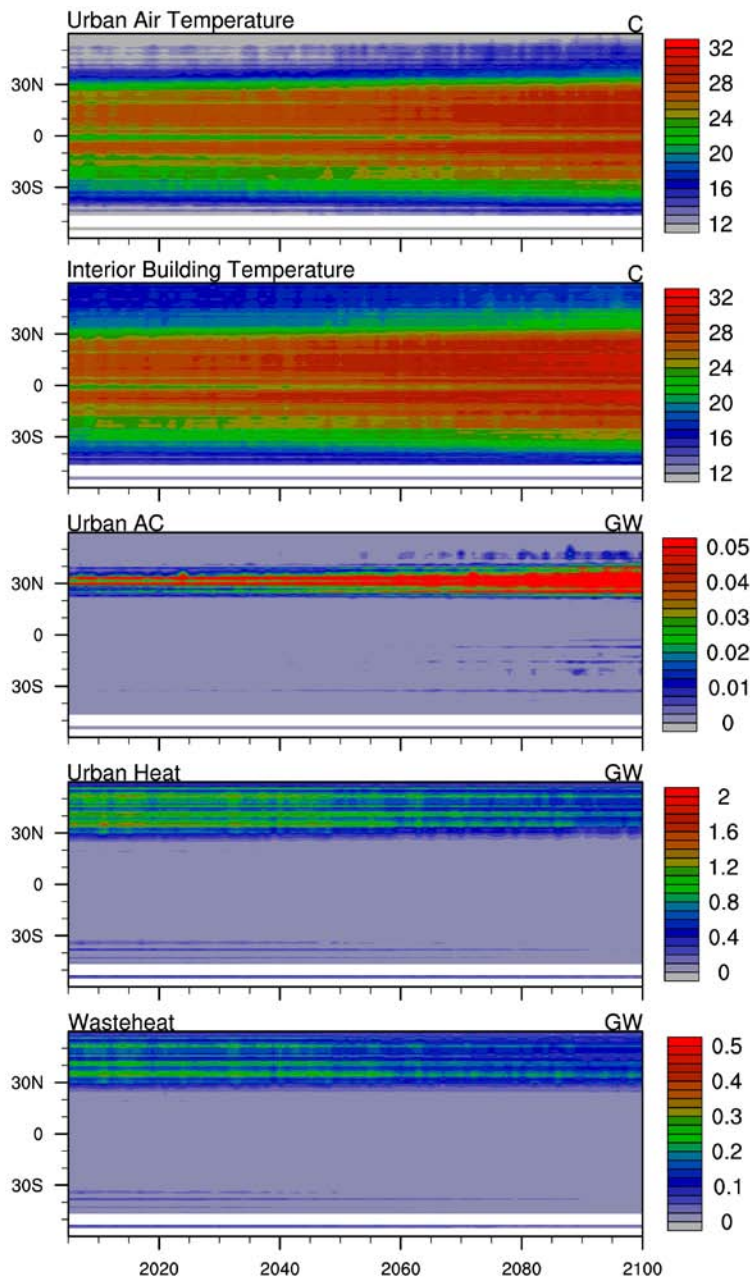 Urban Air Temperature C
30N
0
30S
32
28
24
20
16
12
Interior Building Temperature C
30N
0
30S
32
28
24
20
16
12
Urban AC GW
30N
0
30S
0.05
0.04
0.03
0.02
0.01
0
Urban Heat GW
30N
0
30S
2
1.6
1.2
0.8
0.4
0
Wasteheat GW
30N
0
30S
0.5
0.4
0.3
0.2
0.1
0
2020 2040 2060 2080 2100